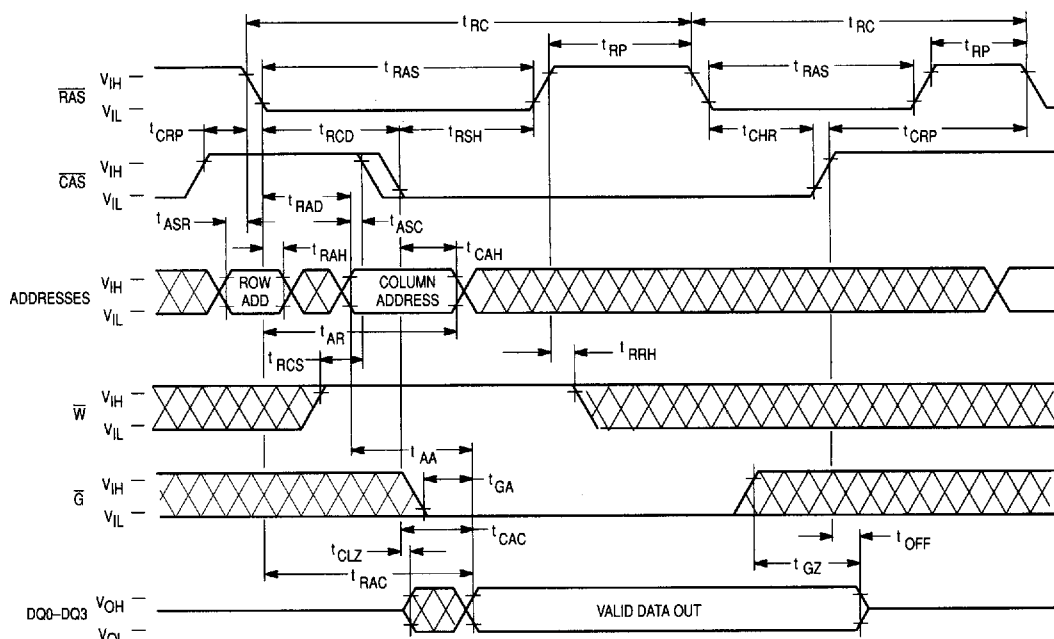 tRC tRC
tRP tRP
tRAS tRAS
VIH
RAS
VIL
tCRP tRCD tRSH tCHR tCRP
VIH
CAS
VIL
tRAD
tASR tASC
tRAH tCAH
VIH
ADDRESSES ROW ADD COLUMN ADDRESS
VIL
tAR
tRCS tRRH
VIH
W
VIL
tAA
VIH
tGA
G
VIL
tCAC tOFF
tCLZ tGZ
tRAC
VOH
DQ0–DQ3 VALID DATA OUT
VOL